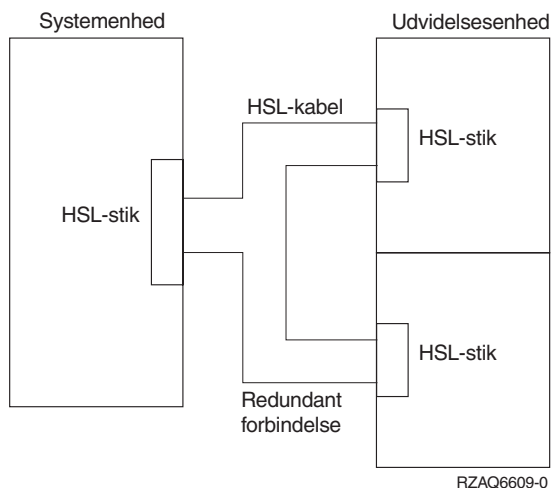 Systemenhed
Udvidelsesenhed
HSL-kabel
HSL-stik
HSL-stik
HSL-stik
Redundant
forbindelse
RZAQ6609-0